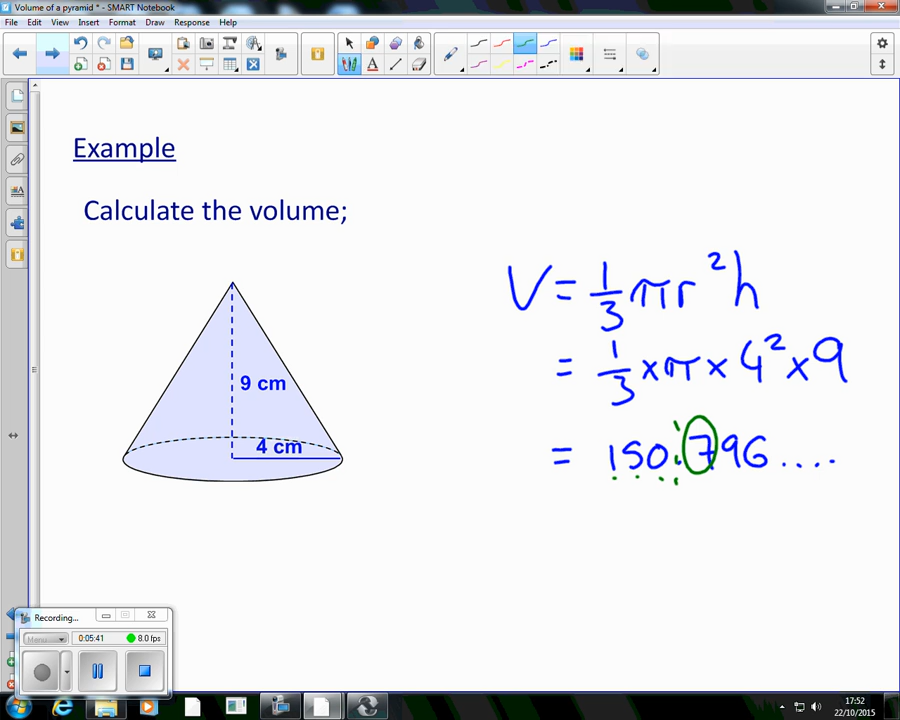 Volume of a pyramid * - SMART Notebook
File Edit View Insert Format Draw Response Help
Example
Calculate the volume;
9 cm
4 cm
V = 1/3 πr²h
= 1/3 × π × 4² × 9
= 150.796....
Recording...
Menu
0:05:41 8.0 fps
17:52
22/10/2015